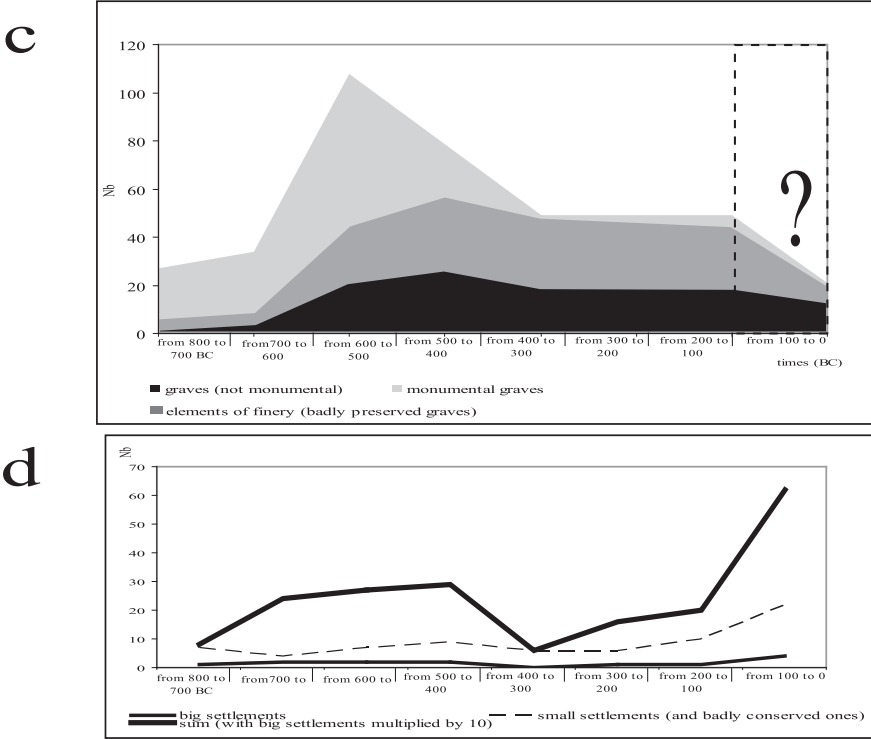 c
120
100
80
60
40
20
0
Nb
?
from 800 to 700 BC
from700 to 600
from 600 to 500
from 500 to 400
from 400 to 300
from 300 to 200
from 200 to 100
from 100 to 0
times (BC)
graves (not monumental)
monumental graves
elements of finery (badly preserved graves)
d
Nb
70
60
50
40
30
20
10
0
from 800 to 700 BC
from700 to
from 600 to
from 500 to 400
from 400 to 300
from 300 to 200
from 200 to 100
from 100 to 0
big settlements
small settlements (and badly conserved ones)
sum (with big settlements multiplied by 10)